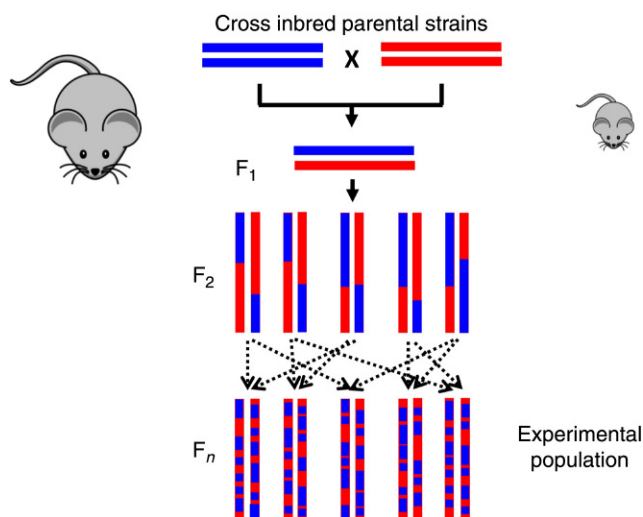 Cross inbred parental strains
X
F₁
F₂
Fₙ
Experimental
population